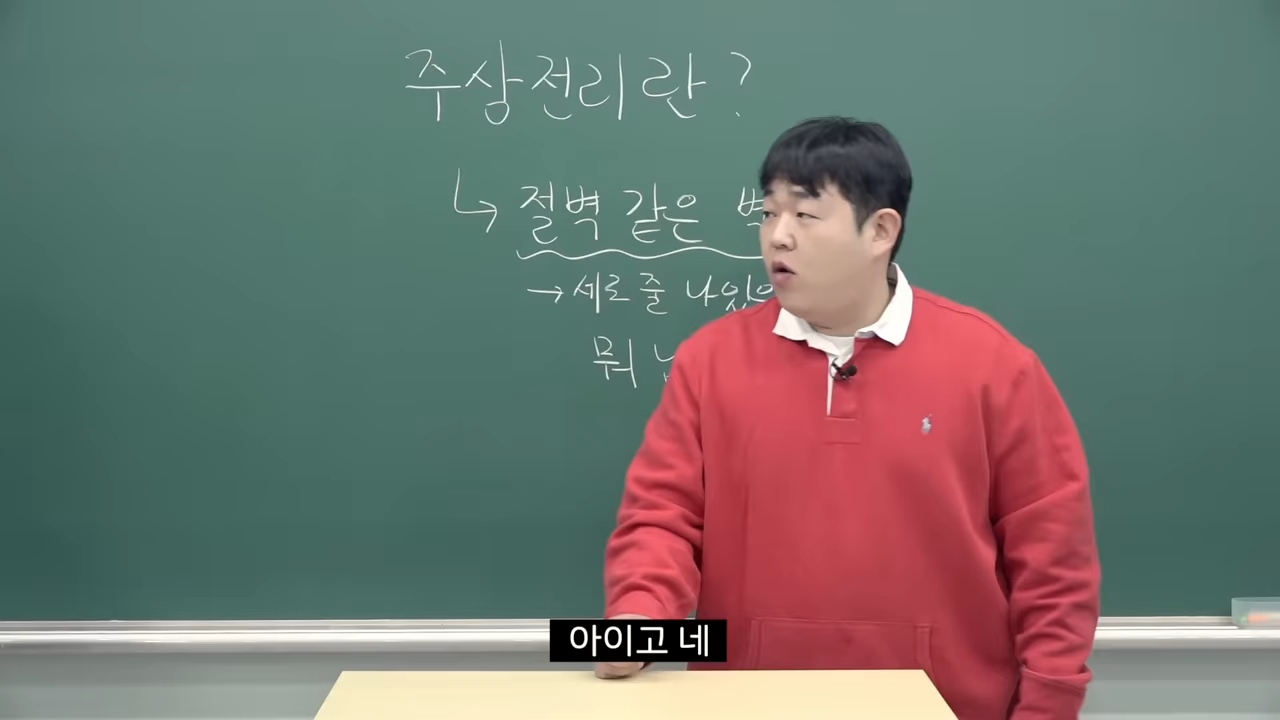 주상전리란?
↳ 절벽 같은
→ 세로 줄 나있
뭐
아이고 네